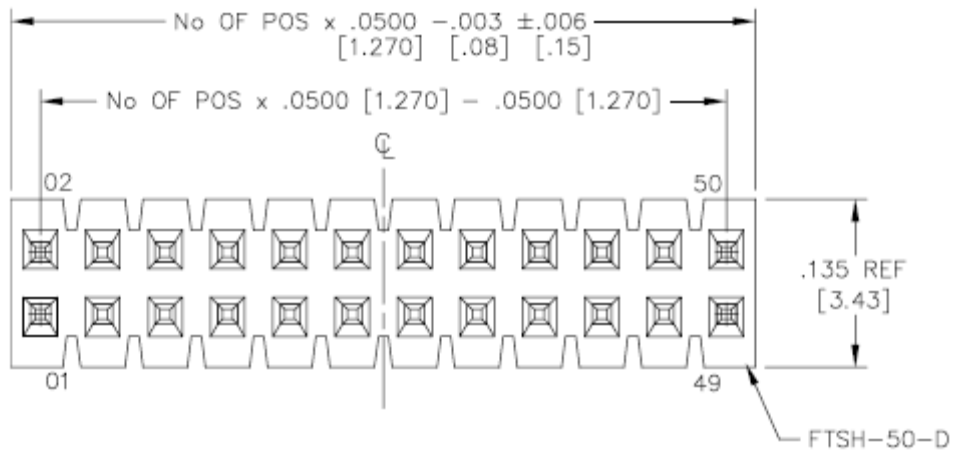 No OF POS x .0500 -.003 ±.006
[1.270] [.08] [.15]
No OF POS x .0500 [1.270] - .0500 [1.270]
℄
02
50
.135 REF
[3.43]
01
49
FTSH-50-D